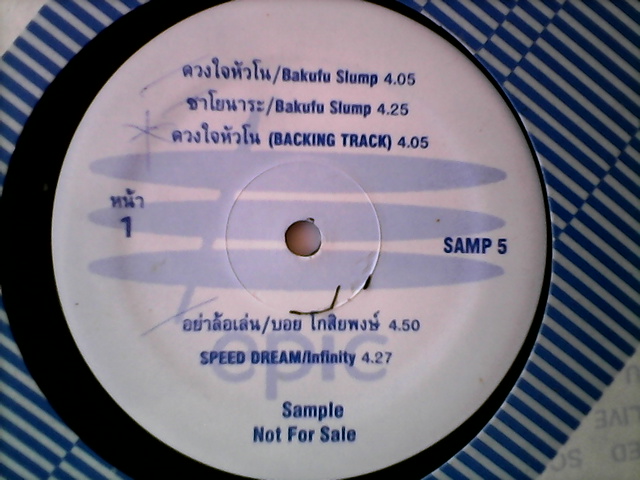 ดวงใจหัวโน/Bakufu Slump 4.05
ซาโยนาระ/Bakufu Slump 4.25
ดวงใจหัวโน (BACKING TRACK) 4.05
หน้า
1
SAMP 5
อย่าล้อเล่น/บอย โกสิยพงษ์ 4.50
SPEED DREAM/Infinity 4.27
epic
Sample
Not For Sale